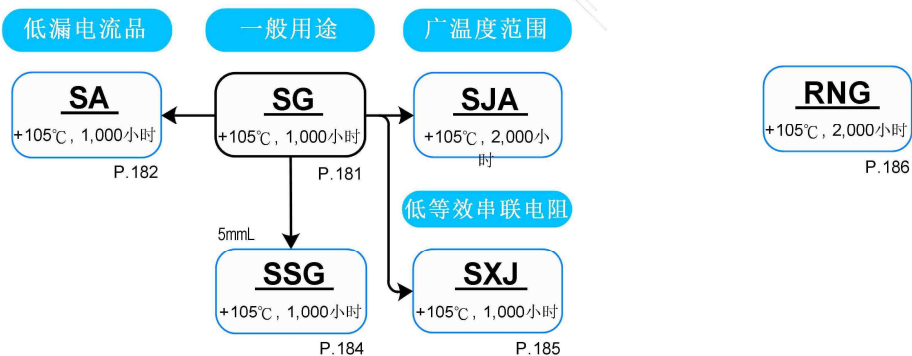 低漏电流品
一般用途
广温度范围
SA
+105℃, 1,000小时
P.182
SG
+105℃, 1,000小时
P.181
SJA
+105℃, 2,000小
时
RNG
+105℃, 2,000小时
P.186
低等效串联电阻
5mmL
SSG
+105℃, 1,000小时
P.184
SXJ
+105℃, 1,000小时
P.185